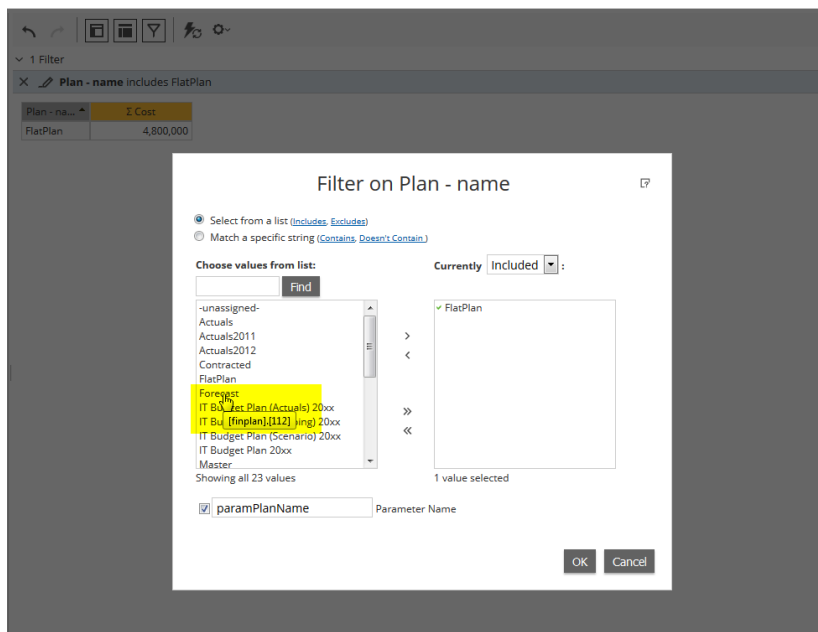 1 Filter
Plan - name includes FlatPlan
Plan - na... Σ Cost
FlatPlan 4,800,000
Filter on Plan - name
Select from a list (Includes, Excludes)
Match a specific string (Contains, Doesn't Contain )
Choose values from list:
Currently Included :
Find
-unassigned-
Actuals
Actuals2011
Actuals2012
Contracted
FlatPlan
Forecast
IT Budget Plan (Actuals) 20xx
IT Bu [finplan].[112] ing) 20xx
IT Budget Plan (Scenario) 20xx
IT Budget Plan 20xx
Master
FlatPlan
Showing all 23 values
1 value selected
paramPlanName Parameter Name
OK Cancel